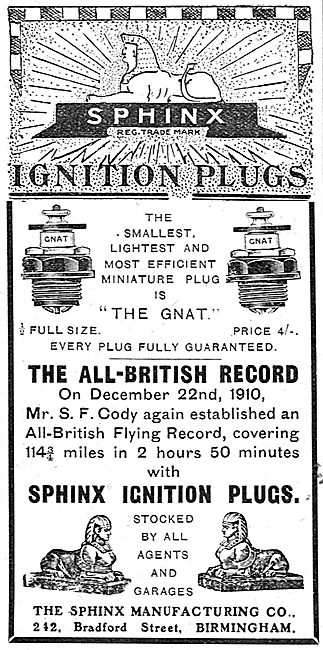 SPHINX
REG. TRADE MARK
IGNITION PLUGS
GNAT
GNAT
THE
SMALLEST,
LIGHTEST AND
MOST EFFICIENT
MINIATURE PLUG
IS
"THE GNAT."
½ FULL SIZE.
PRICE 4/-.
EVERY PLUG FULLY GUARANTEED.
THE ALL-BRITISH RECORD
On December 22nd, 1910,
Mr. S. F. Cody again established an
All-British Flying Record, covering
114¾ miles in 2 hours 50 minutes
with
SPHINX IGNITION PLUGS.
STOCKED
BY ALL
AGENTS
AND
GARAGES
THE SPHINX MANUFACTURING CO.,
212, Bradford Street, BIRMINGHAM.